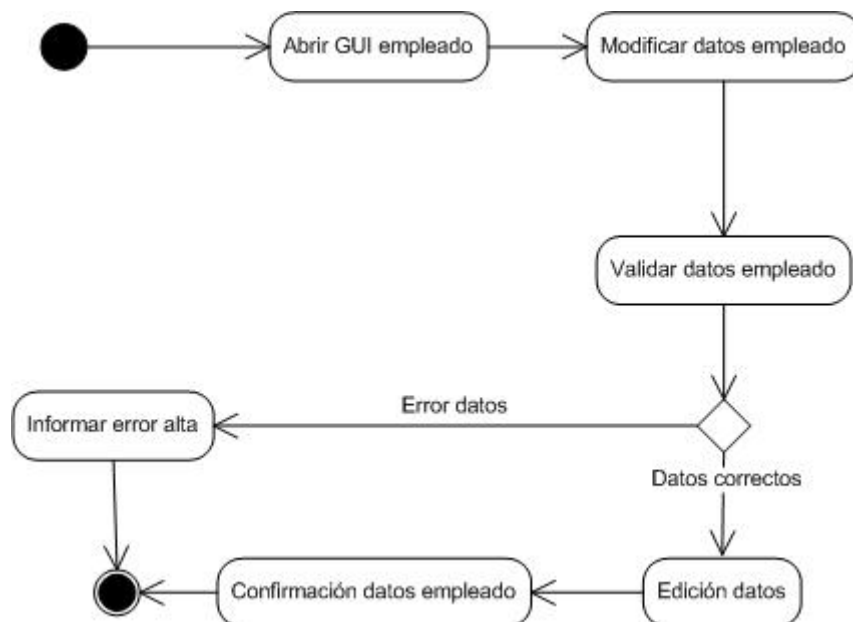 Abrir GUI empleado
Modificar datos empleado
Validar datos empleado
Error datos
Informar error alta
Datos correctos
Confirmación datos empleado
Edición datos